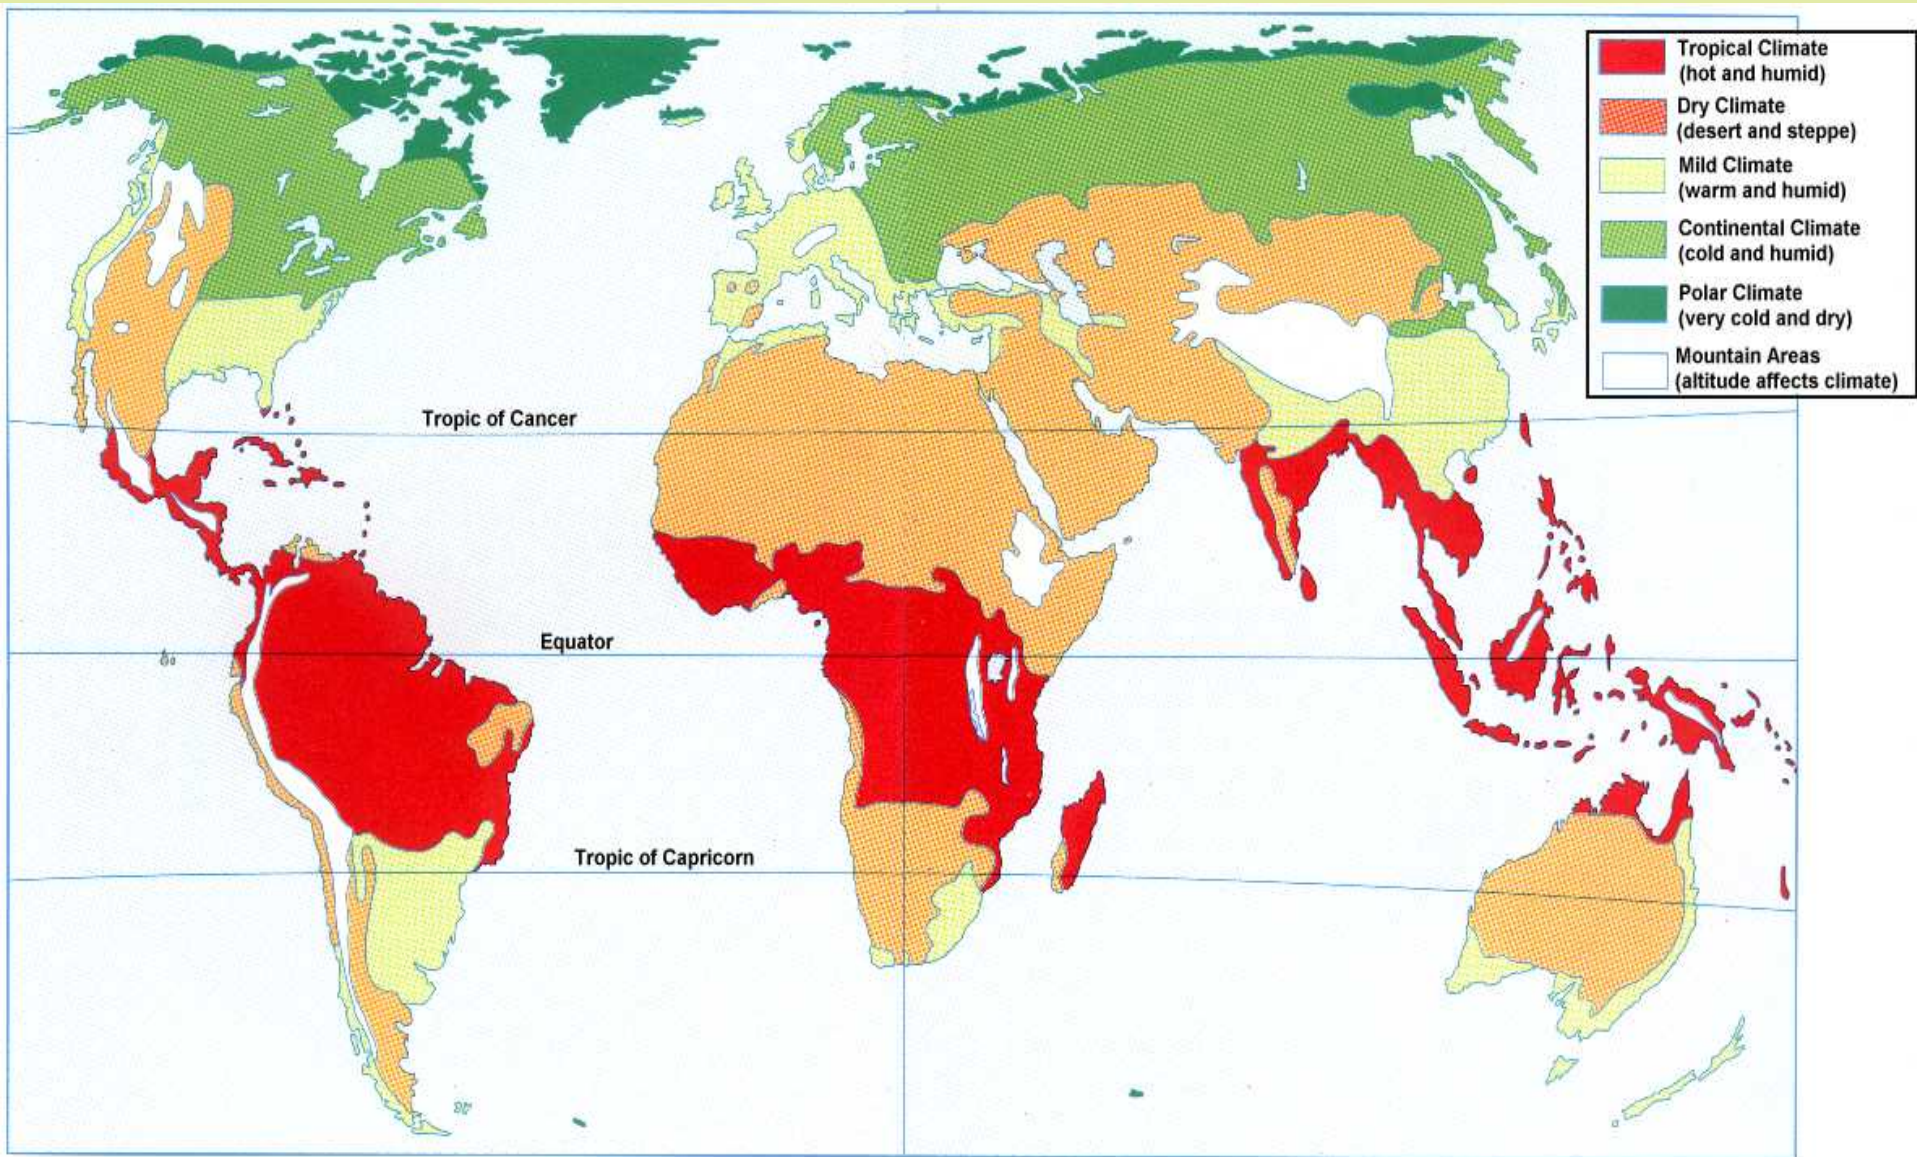 Tropical Climate
(hot and humid)
Dry Climate
(desert and steppe)
Mild Climate
(warm and humid)
Continental Climate
(cold and humid)
Polar Climate
(very cold and dry)
Mountain Areas
(altitude affects climate)
Tropic of Cancer
Equator
Tropic of Capricorn